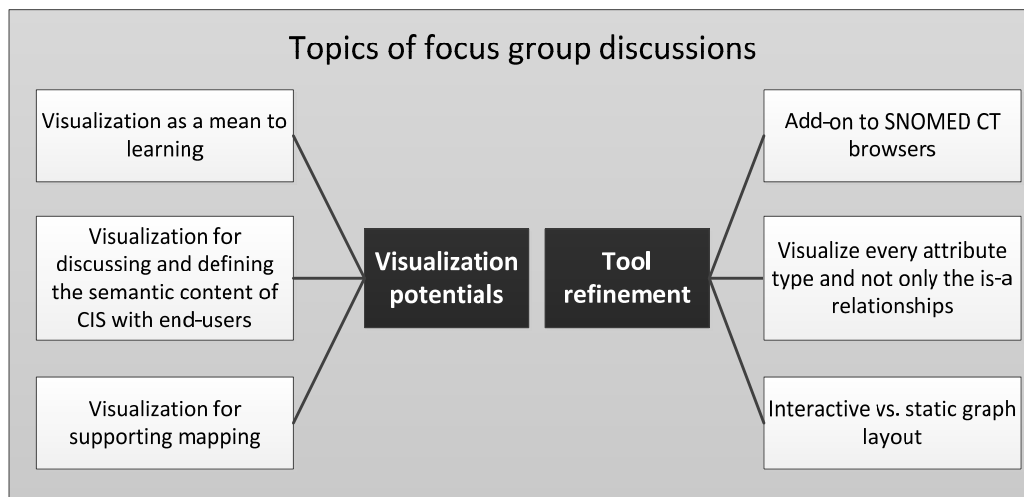 Topics of focus group discussions
Visualization as a mean to
learning
Visualization for
discussing and defining
the semantic content of
CIS with end-users
Visualization for
supporting mapping
Visualization
potentials
Tool
refinement
Add-on to SNOMED CT
browsers
Visualize every attribute
type and not only the is-a
relationships
Interactive vs. static graph
layout